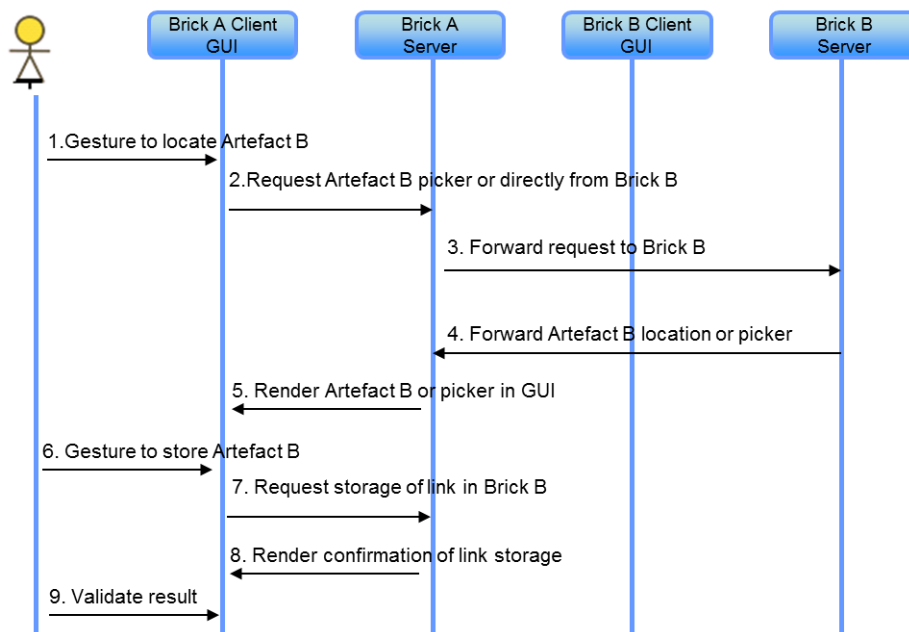 Brick A Client
GUI
Brick A
Server
Brick B Client
GUI
Brick B
Server
1.Gesture to locate Artefact B
2.Request Artefact B picker or directly from Brick B
3. Forward request to Brick B
4. Forward Artefact B location or picker
5. Render Artefact B or picker in GUI
6. Gesture to store Artefact B
7. Request storage of link in Brick B
8. Render confirmation of link storage
9. Validate result